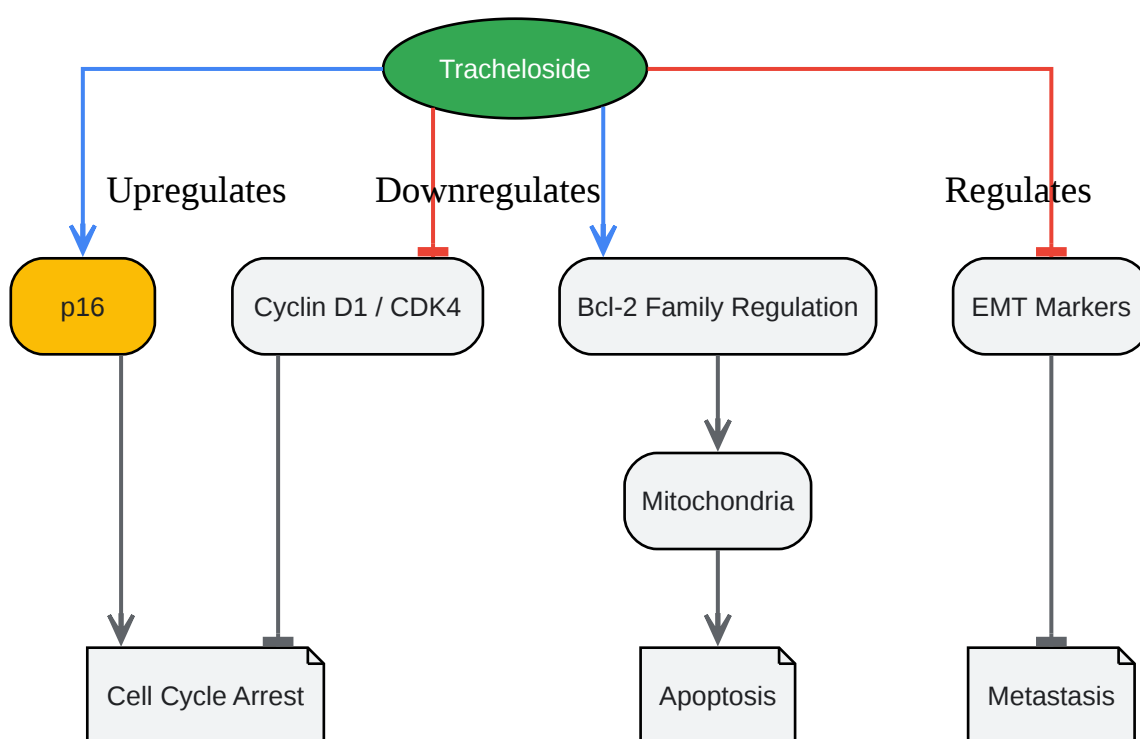 Tracheloside
Upregulates
Downregulates
Regulates
p16
Cyclin D1 / CDK4
Bcl-2 Family Regulation
EMT Markers
Mitochondria
Cell Cycle Arrest
Apoptosis
Metastasis